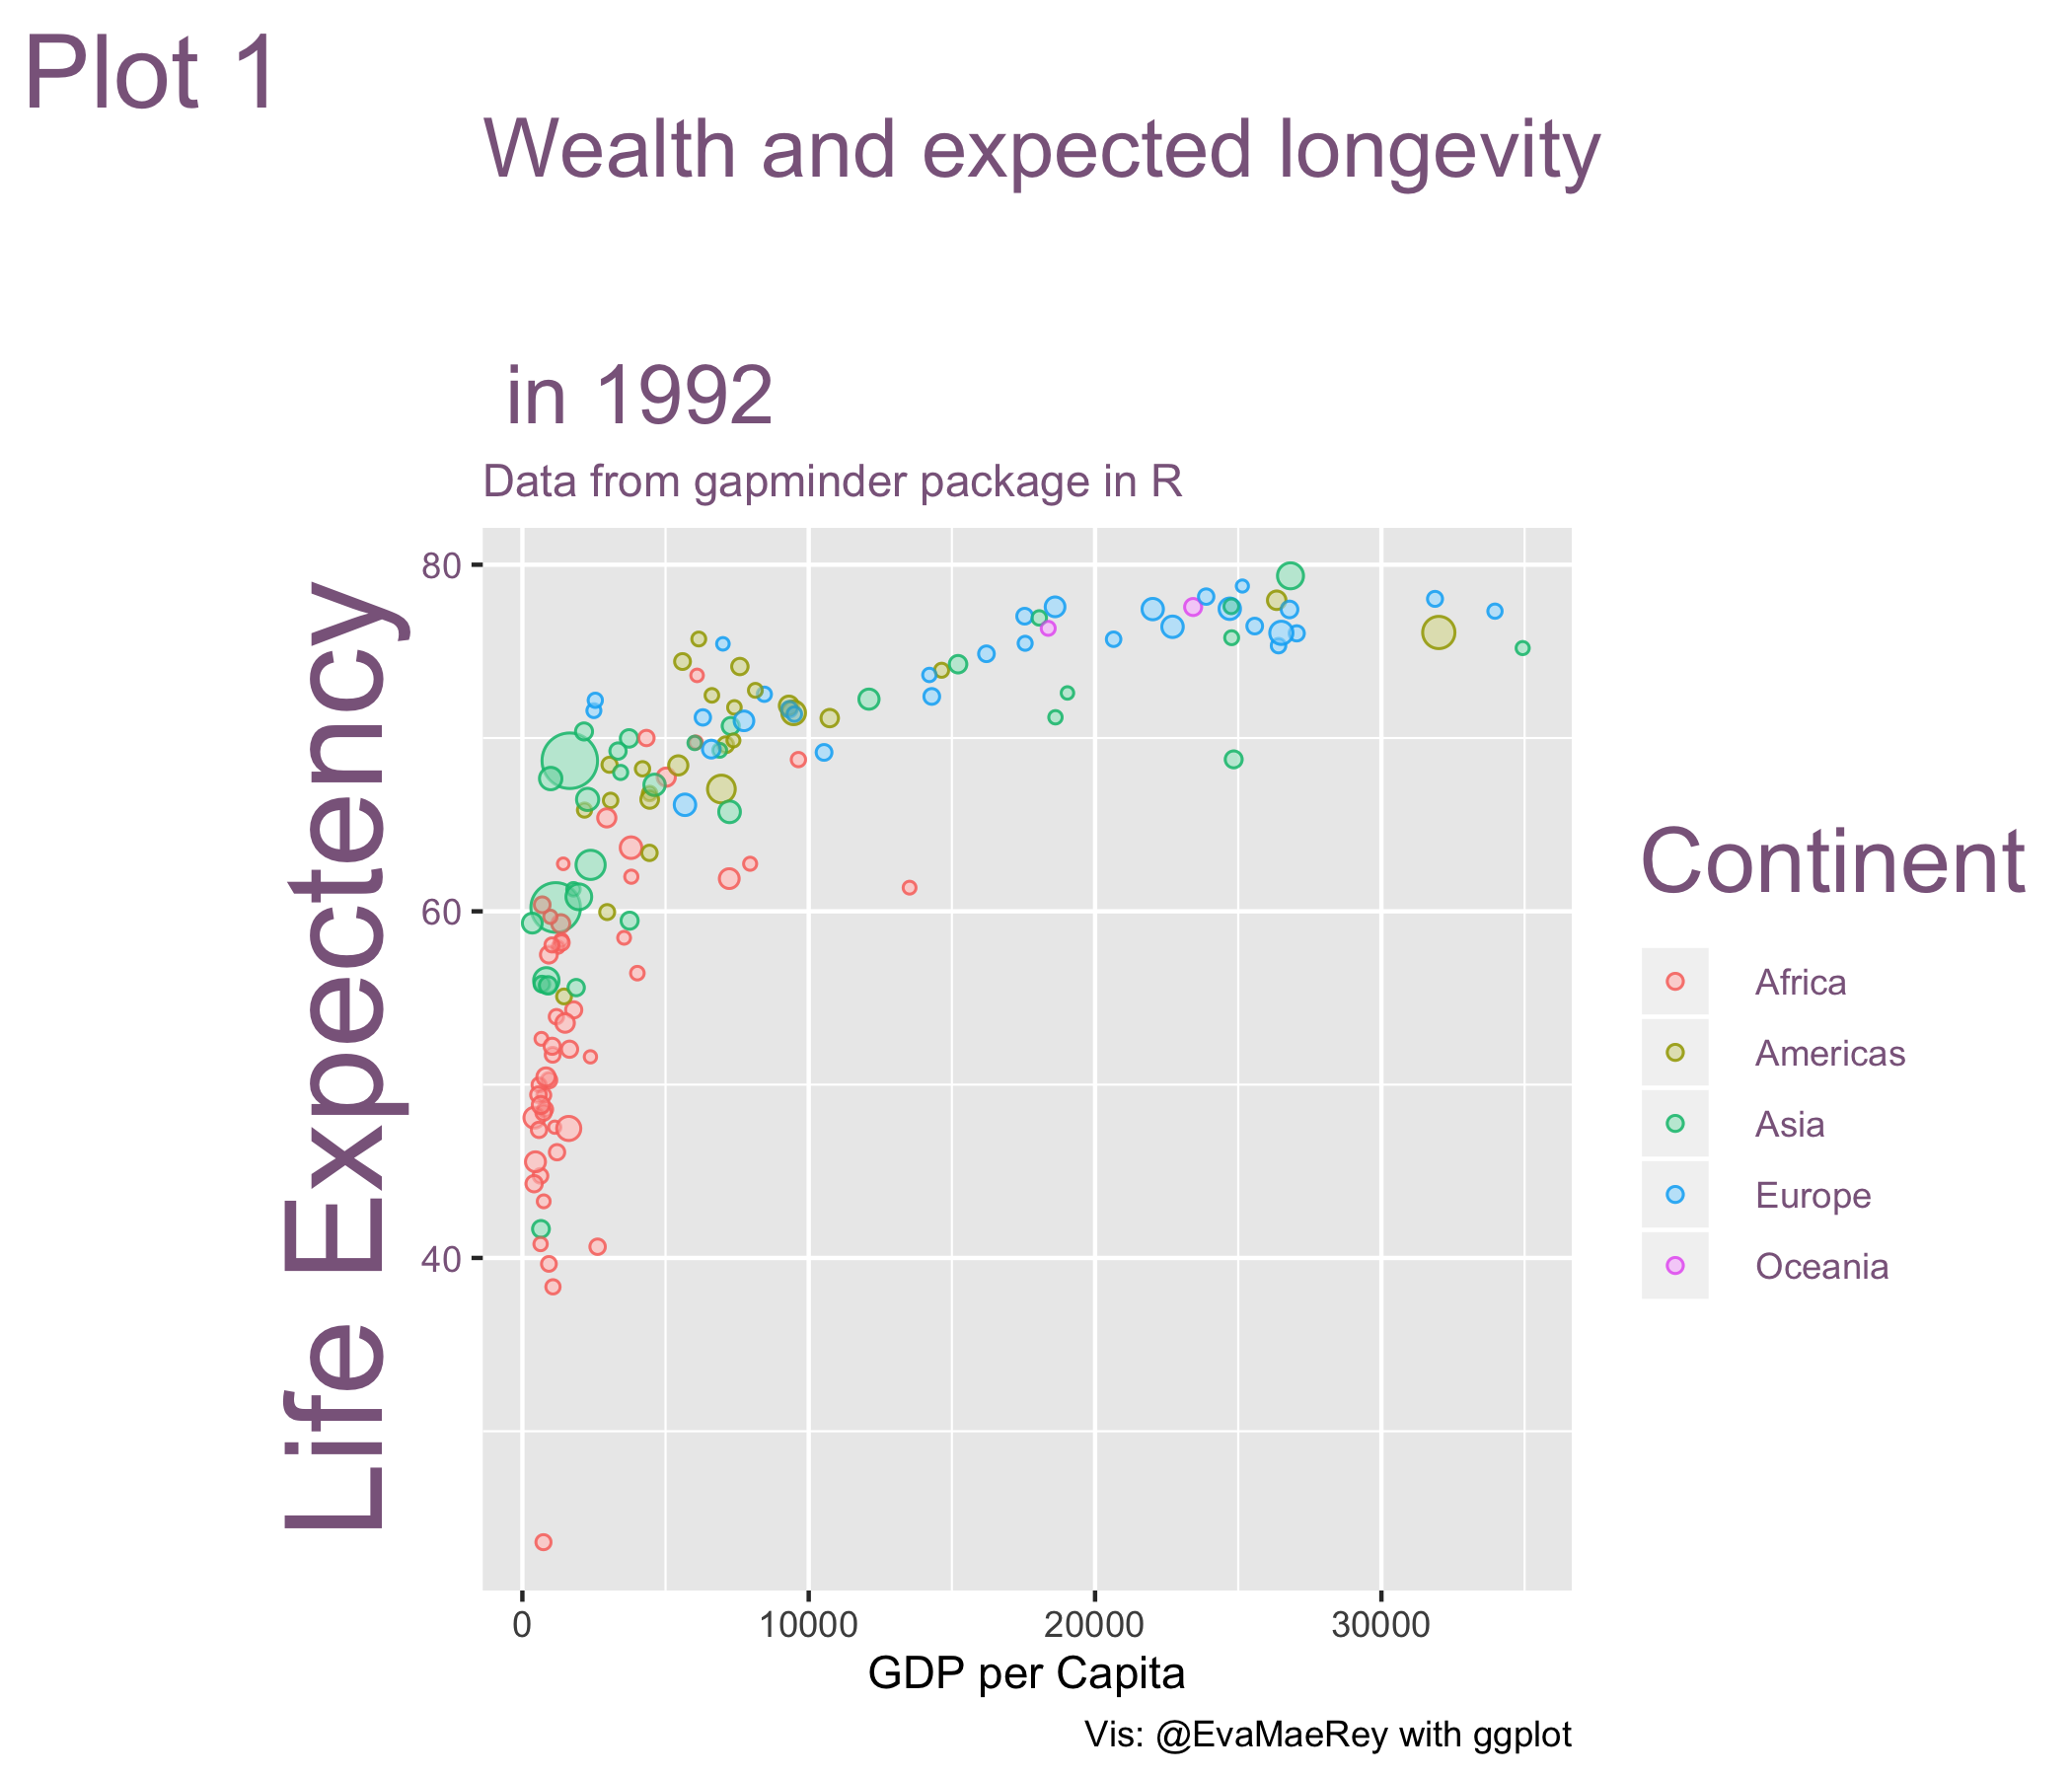 Plot 1
Wealth and expected longevity
in 1992
Data from gapminder package in R
Life Expectency
80
60
40
0 10000 20000 30000
GDP per Capita
Vis: @EvaMaeRey with ggplot
Continent
Africa
Americas
Asia
Europe
Oceania